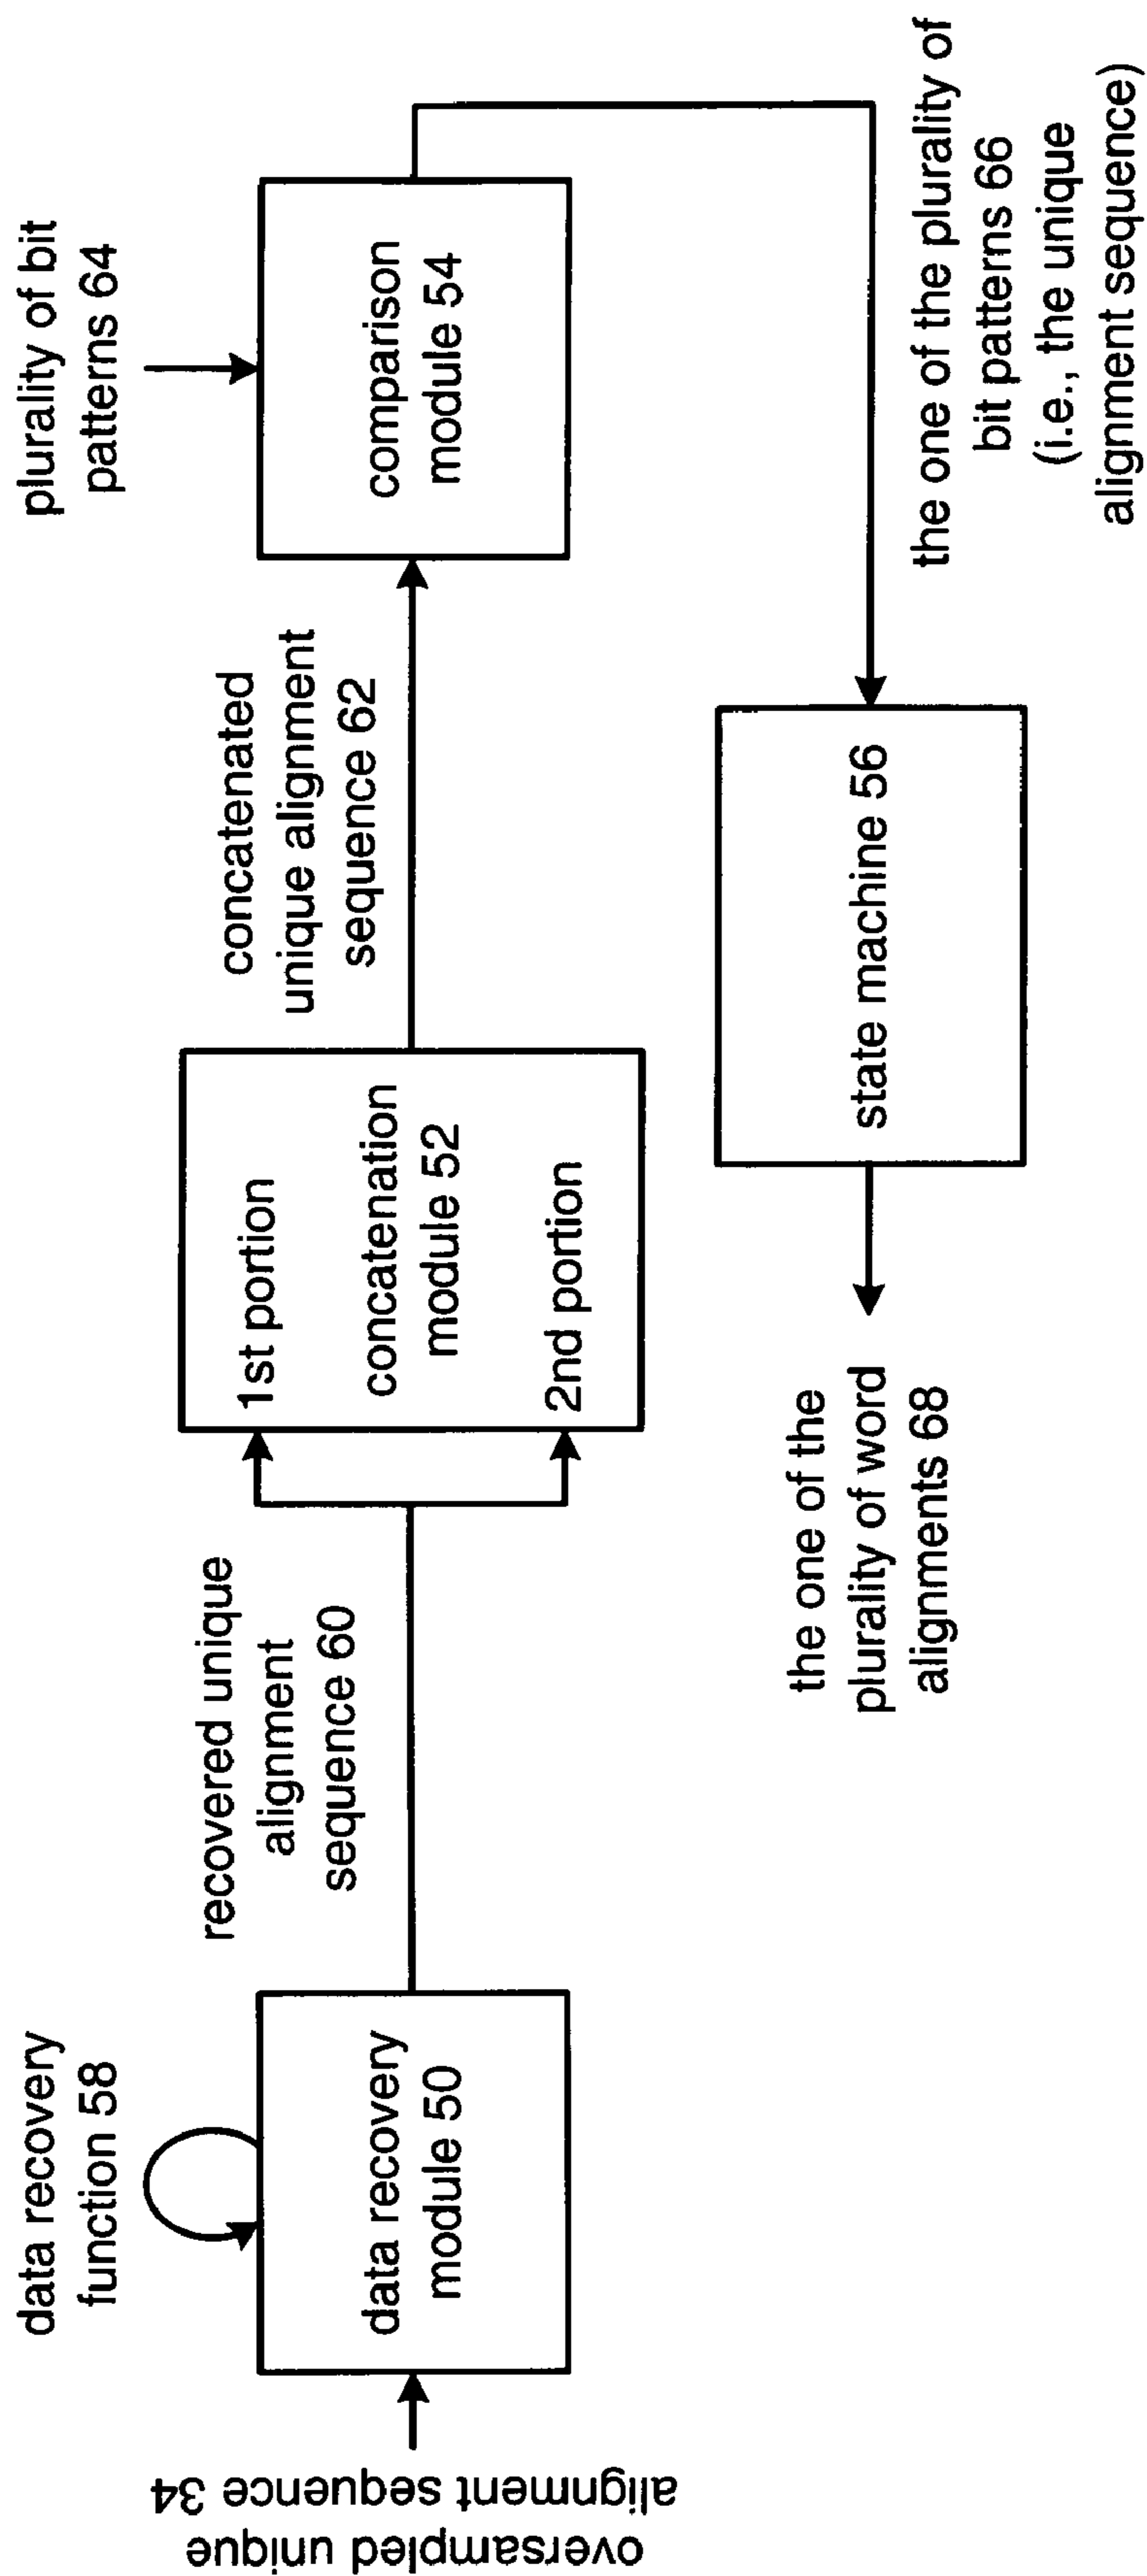 data recovery
function 58
oversampled unique
alignment sequence 34
data recovery
module 50
recovered unique
alignment
sequence 60
1st portion
concatenation
module 52
2nd portion
concatenated
unique alignment
sequence 62
plurality of bit
patterns 64
comparison
module 54
the one of the plurality of
bit patterns 66
(i.e., the unique
alignment sequence)
state machine 56
the one of the
plurality of word
alignments 68